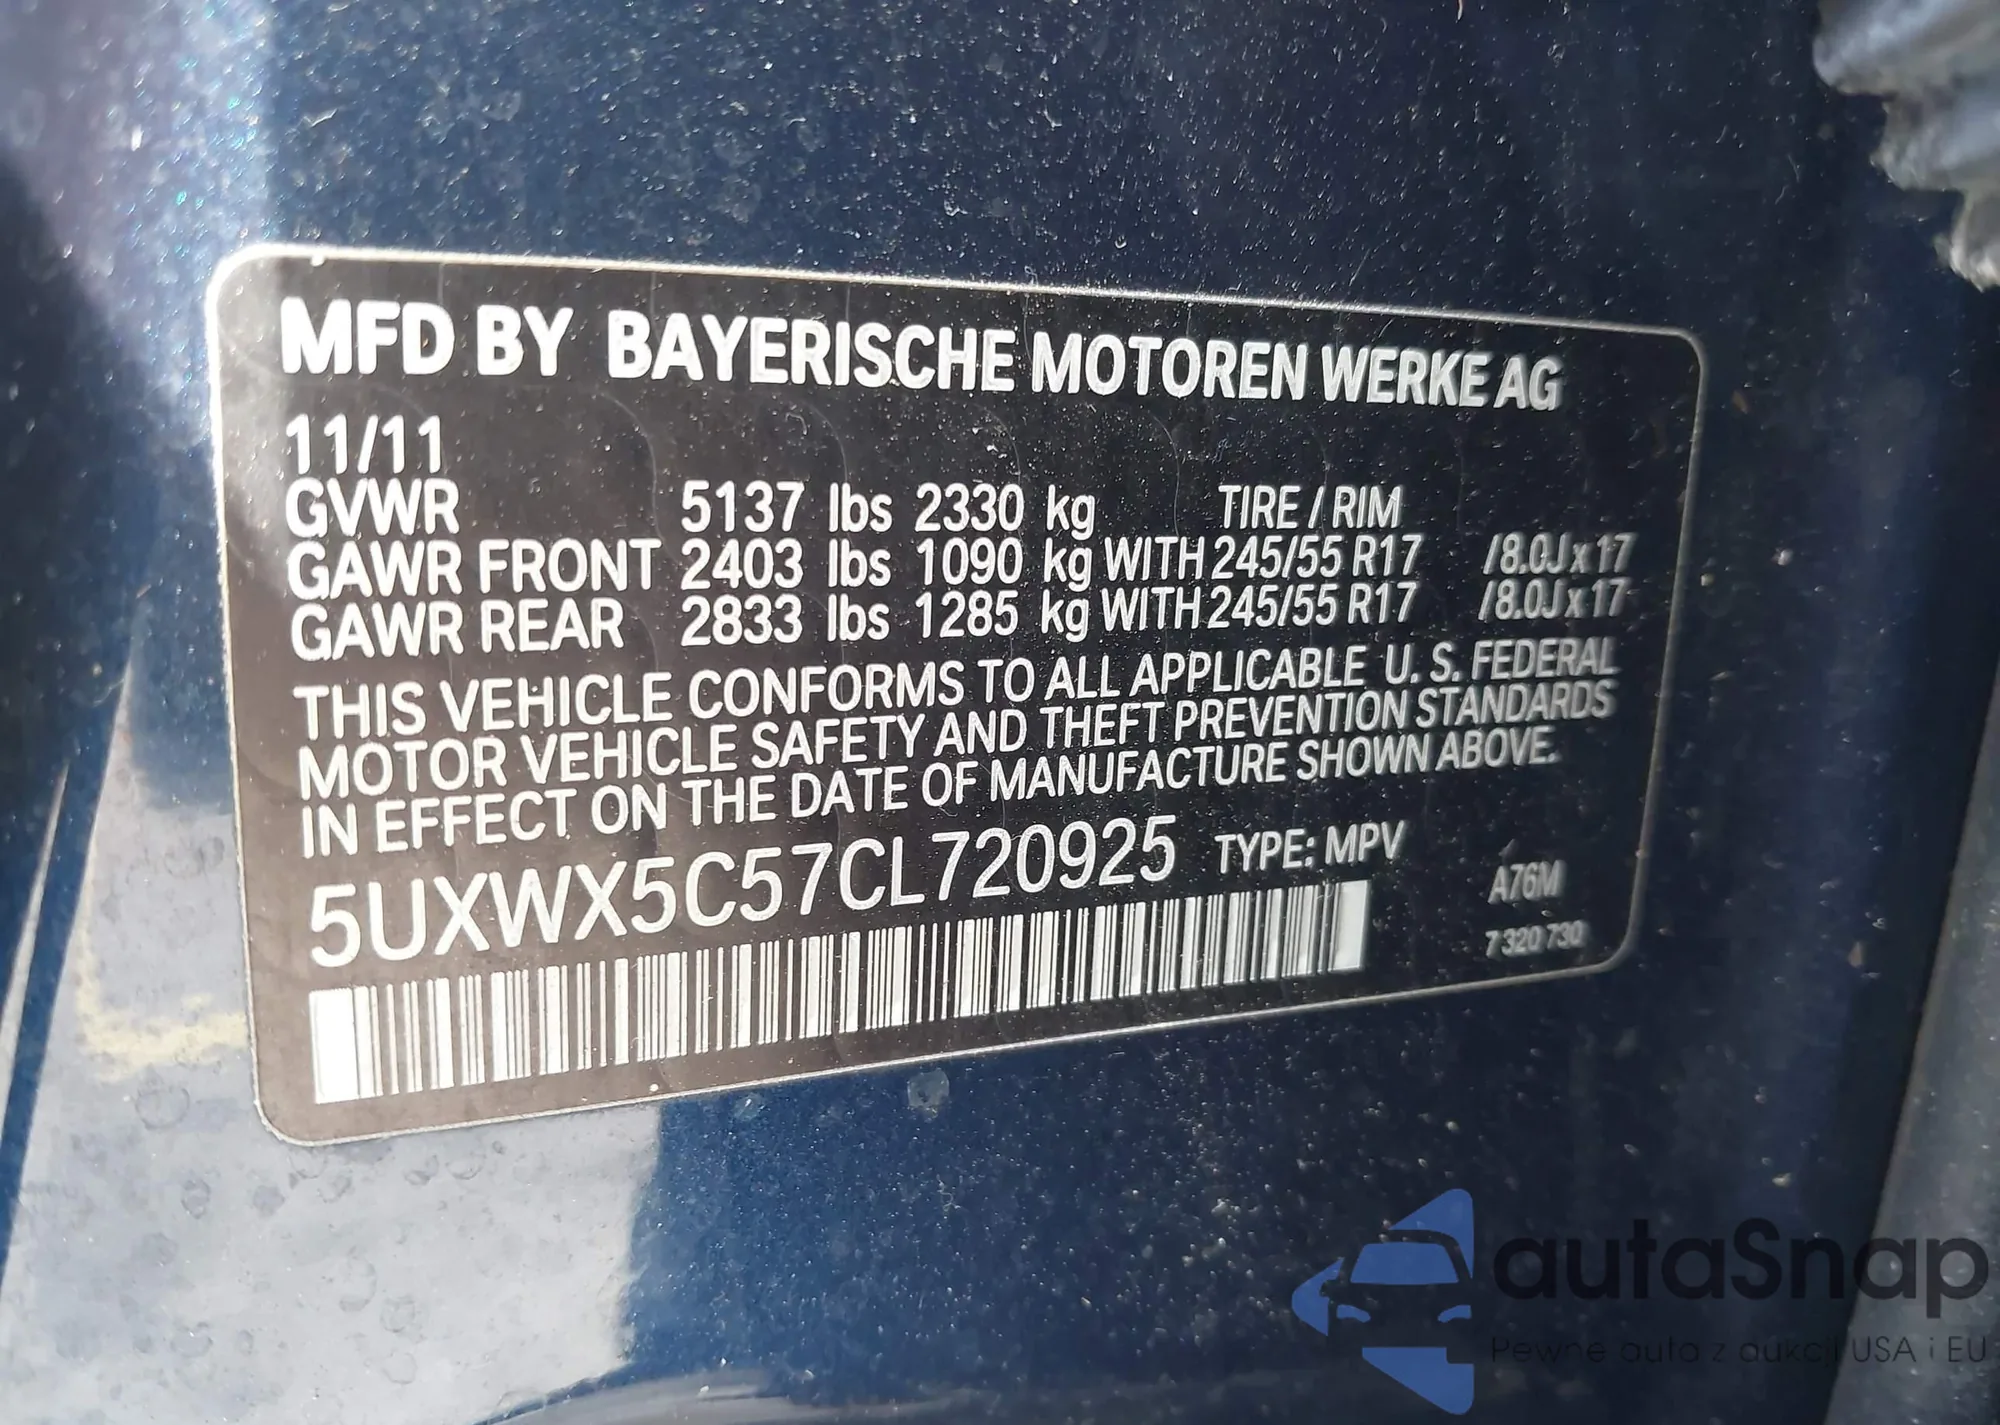 MFD BY BAYERISCHE MOTOREN WERKE AG
11/11
GVWR 5137 lbs 2330 kg TIRE / RIM
GAWR FRONT 2403 lbs 1090 kg WITH 245/55 R17 /8.0J x 17
GAWR REAR 2833 lbs 1285 kg WITH 245/55 R17 /8.0J x 17
THIS VEHICLE CONFORMS TO ALL APPLICABLE U. S. FEDERAL
MOTOR VEHICLE SAFETY AND THEFT PREVENTION STANDARDS
IN EFFECT ON THE DATE OF MANUFACTURE SHOWN ABOVE.
5UXWX5C57CL720925 TYPE: MPV
A76M
7 320 730
autaSnap
Pewne auta z aukcji USA i EU